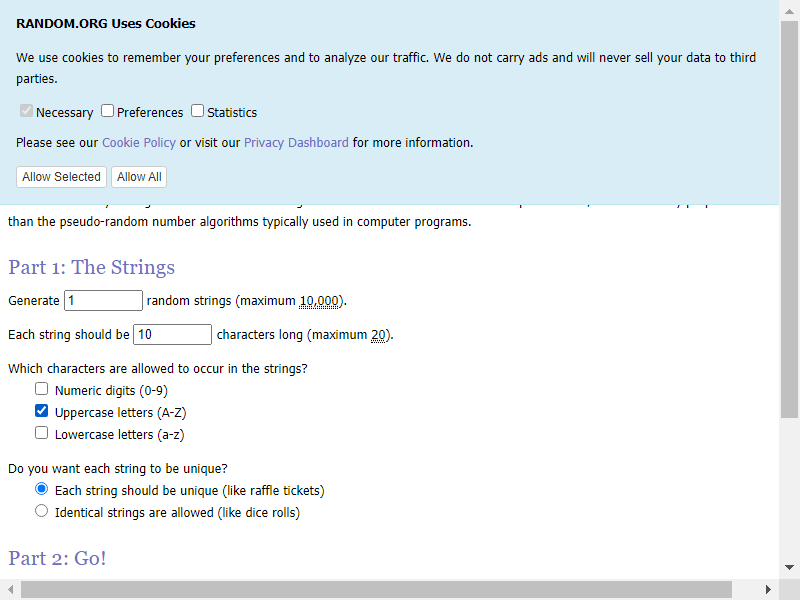 RANDOM.ORG Uses Cookies
We use cookies to remember your preferences and to analyze our traffic. We do not carry ads and will never sell your data to third
parties.
Necessary Preferences Statistics
Please see our Cookie Policy or visit our Privacy Dashboard for more information.
Allow Selected Allow All
than the pseudo-random number algorithms typically used in computer programs.
Part 1: The Strings
Generate 1 random strings (maximum 10,000).
Each string should be 10 characters long (maximum 20).
Which characters are allowed to occur in the strings?
Numeric digits (0-9)
Uppercase letters (A-Z)
Lowercase letters (a-z)
Do you want each string to be unique?
Each string should be unique (like raffle tickets)
Identical strings are allowed (like dice rolls)
Part 2: Go!